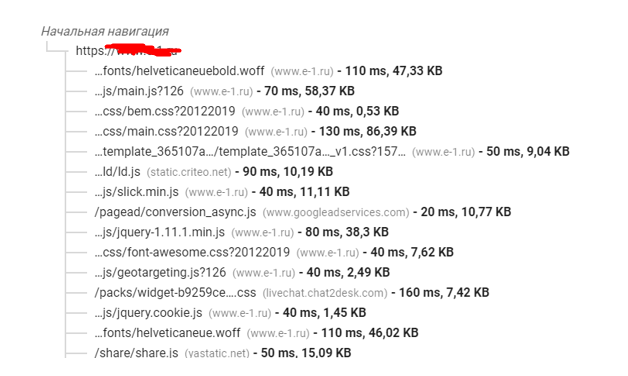 Начальная навигация
https://
...fonts/helveticaneuebold.woff (www.e-1.ru) - 110 ms, 47,33 KB
...js/main.js?126 (www.e-1.ru) - 70 ms, 58,37 KB
...css/bem.css?20122019 (www.e-1.ru) - 40 ms, 0,53 KB
...css/main.css?20122019 (www.e-1.ru) - 130 ms, 86,39 KB
...template_365107a.../template_365107a..._v1.css?157... (www.e-1.ru) - 50 ms, 9,04 KB
...ld/ld.js (static.criteo.net) - 90 ms, 10,19 KB
...js/slick.min.js (www.e-1.ru) - 40 ms, 11,11 KB
/pagead/conversion_async.js (www.googleadservices.com) - 20 ms, 10,77 KB
...js/jquery-1.11.1.min.js (www.e-1.ru) - 80 ms, 38,3 KB
...css/font-awesome.css?20122019 (www.e-1.ru) - 40 ms, 7,62 KB
...js/geotargeting.js?126 (www.e-1.ru) - 40 ms, 2,49 KB
/packs/widget-b9259ce....css (livechat.chat2desk.com) - 160 ms, 7,42 KB
...js/jquery.cookie.js (www.e-1.ru) - 40 ms, 1,45 KB
...fonts/helveticaneue.woff (www.e-1.ru) - 110 ms, 46,02 KB
/share/share.js (yastatic.net) - 50 ms, 15,09 KB